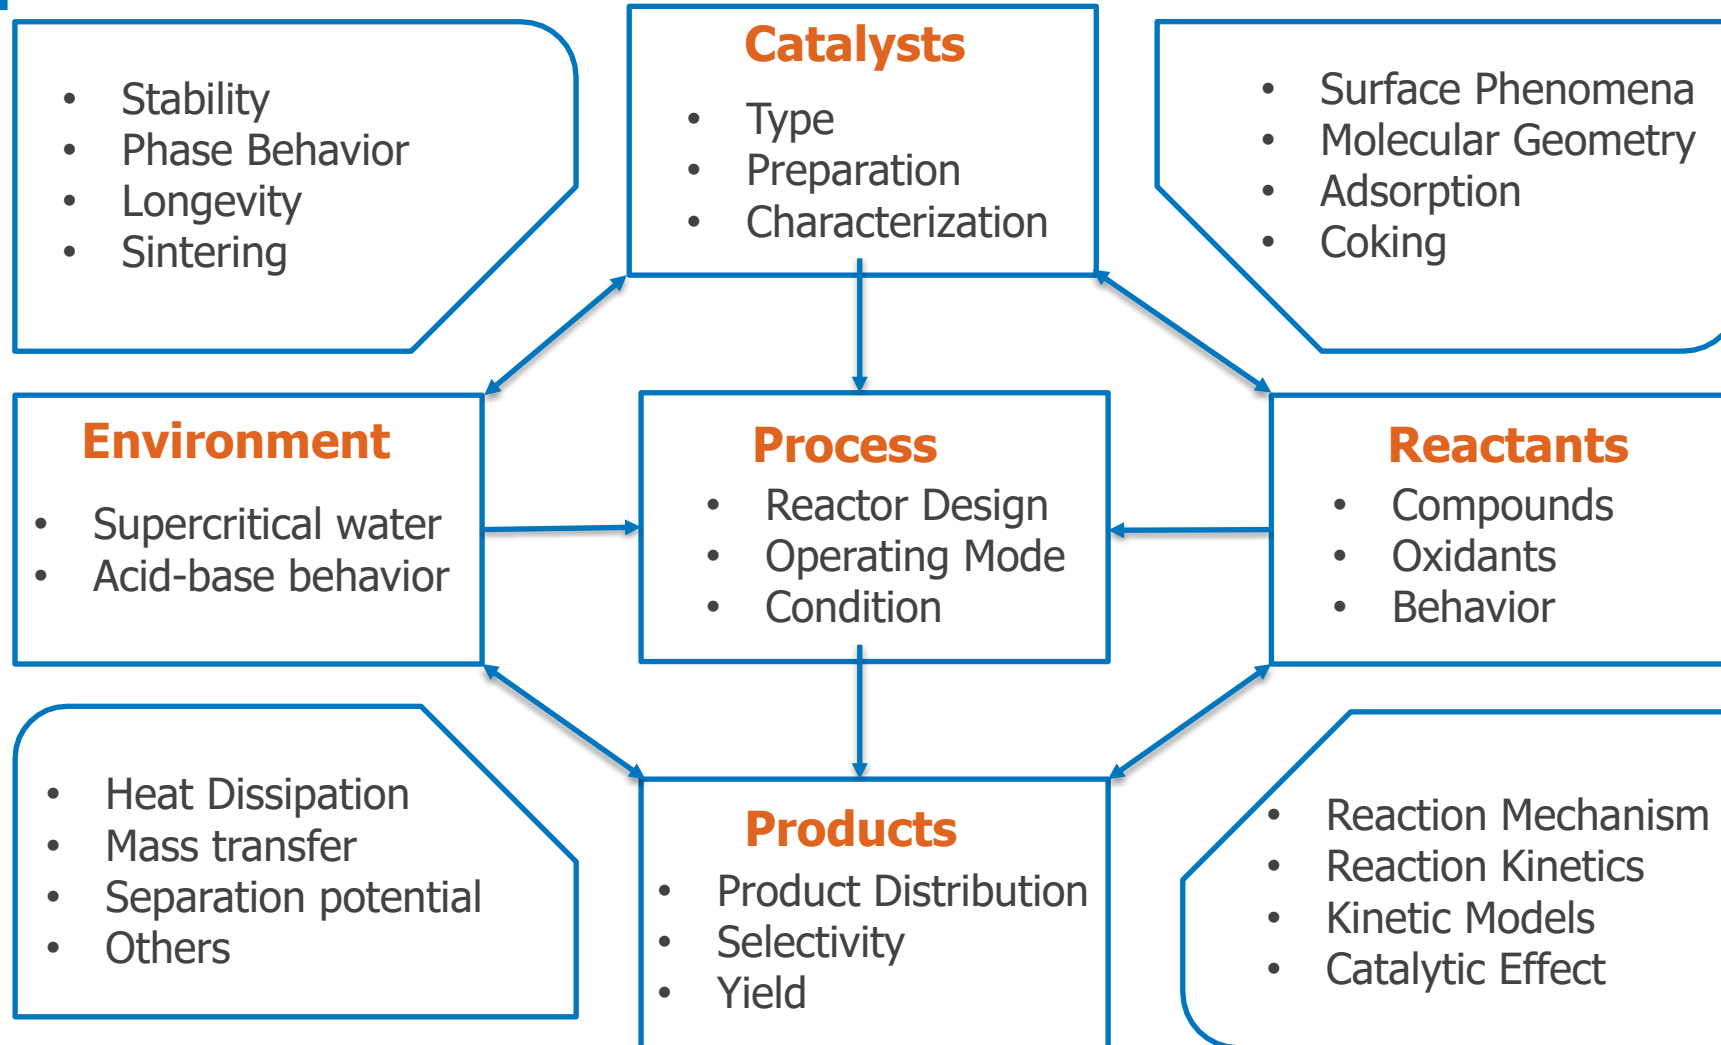 • Stability
• Phase Behavior
• Longevity
• Sintering
Catalysts
• Type
• Preparation
• Characterization
• Surface Phenomena
• Molecular Geometry
• Adsorption
• Coking
Environment
• Supercritical water
• Acid-base behavior
Process
• Reactor Design
• Operating Mode
• Condition
Reactants
• Compounds
• Oxidants
• Behavior
• Heat Dissipation
• Mass transfer
• Separation potential
• Others
Products
• Product Distribution
• Selectivity
• Yield
• Reaction Mechanism
• Reaction Kinetics
• Kinetic Models
• Catalytic Effect